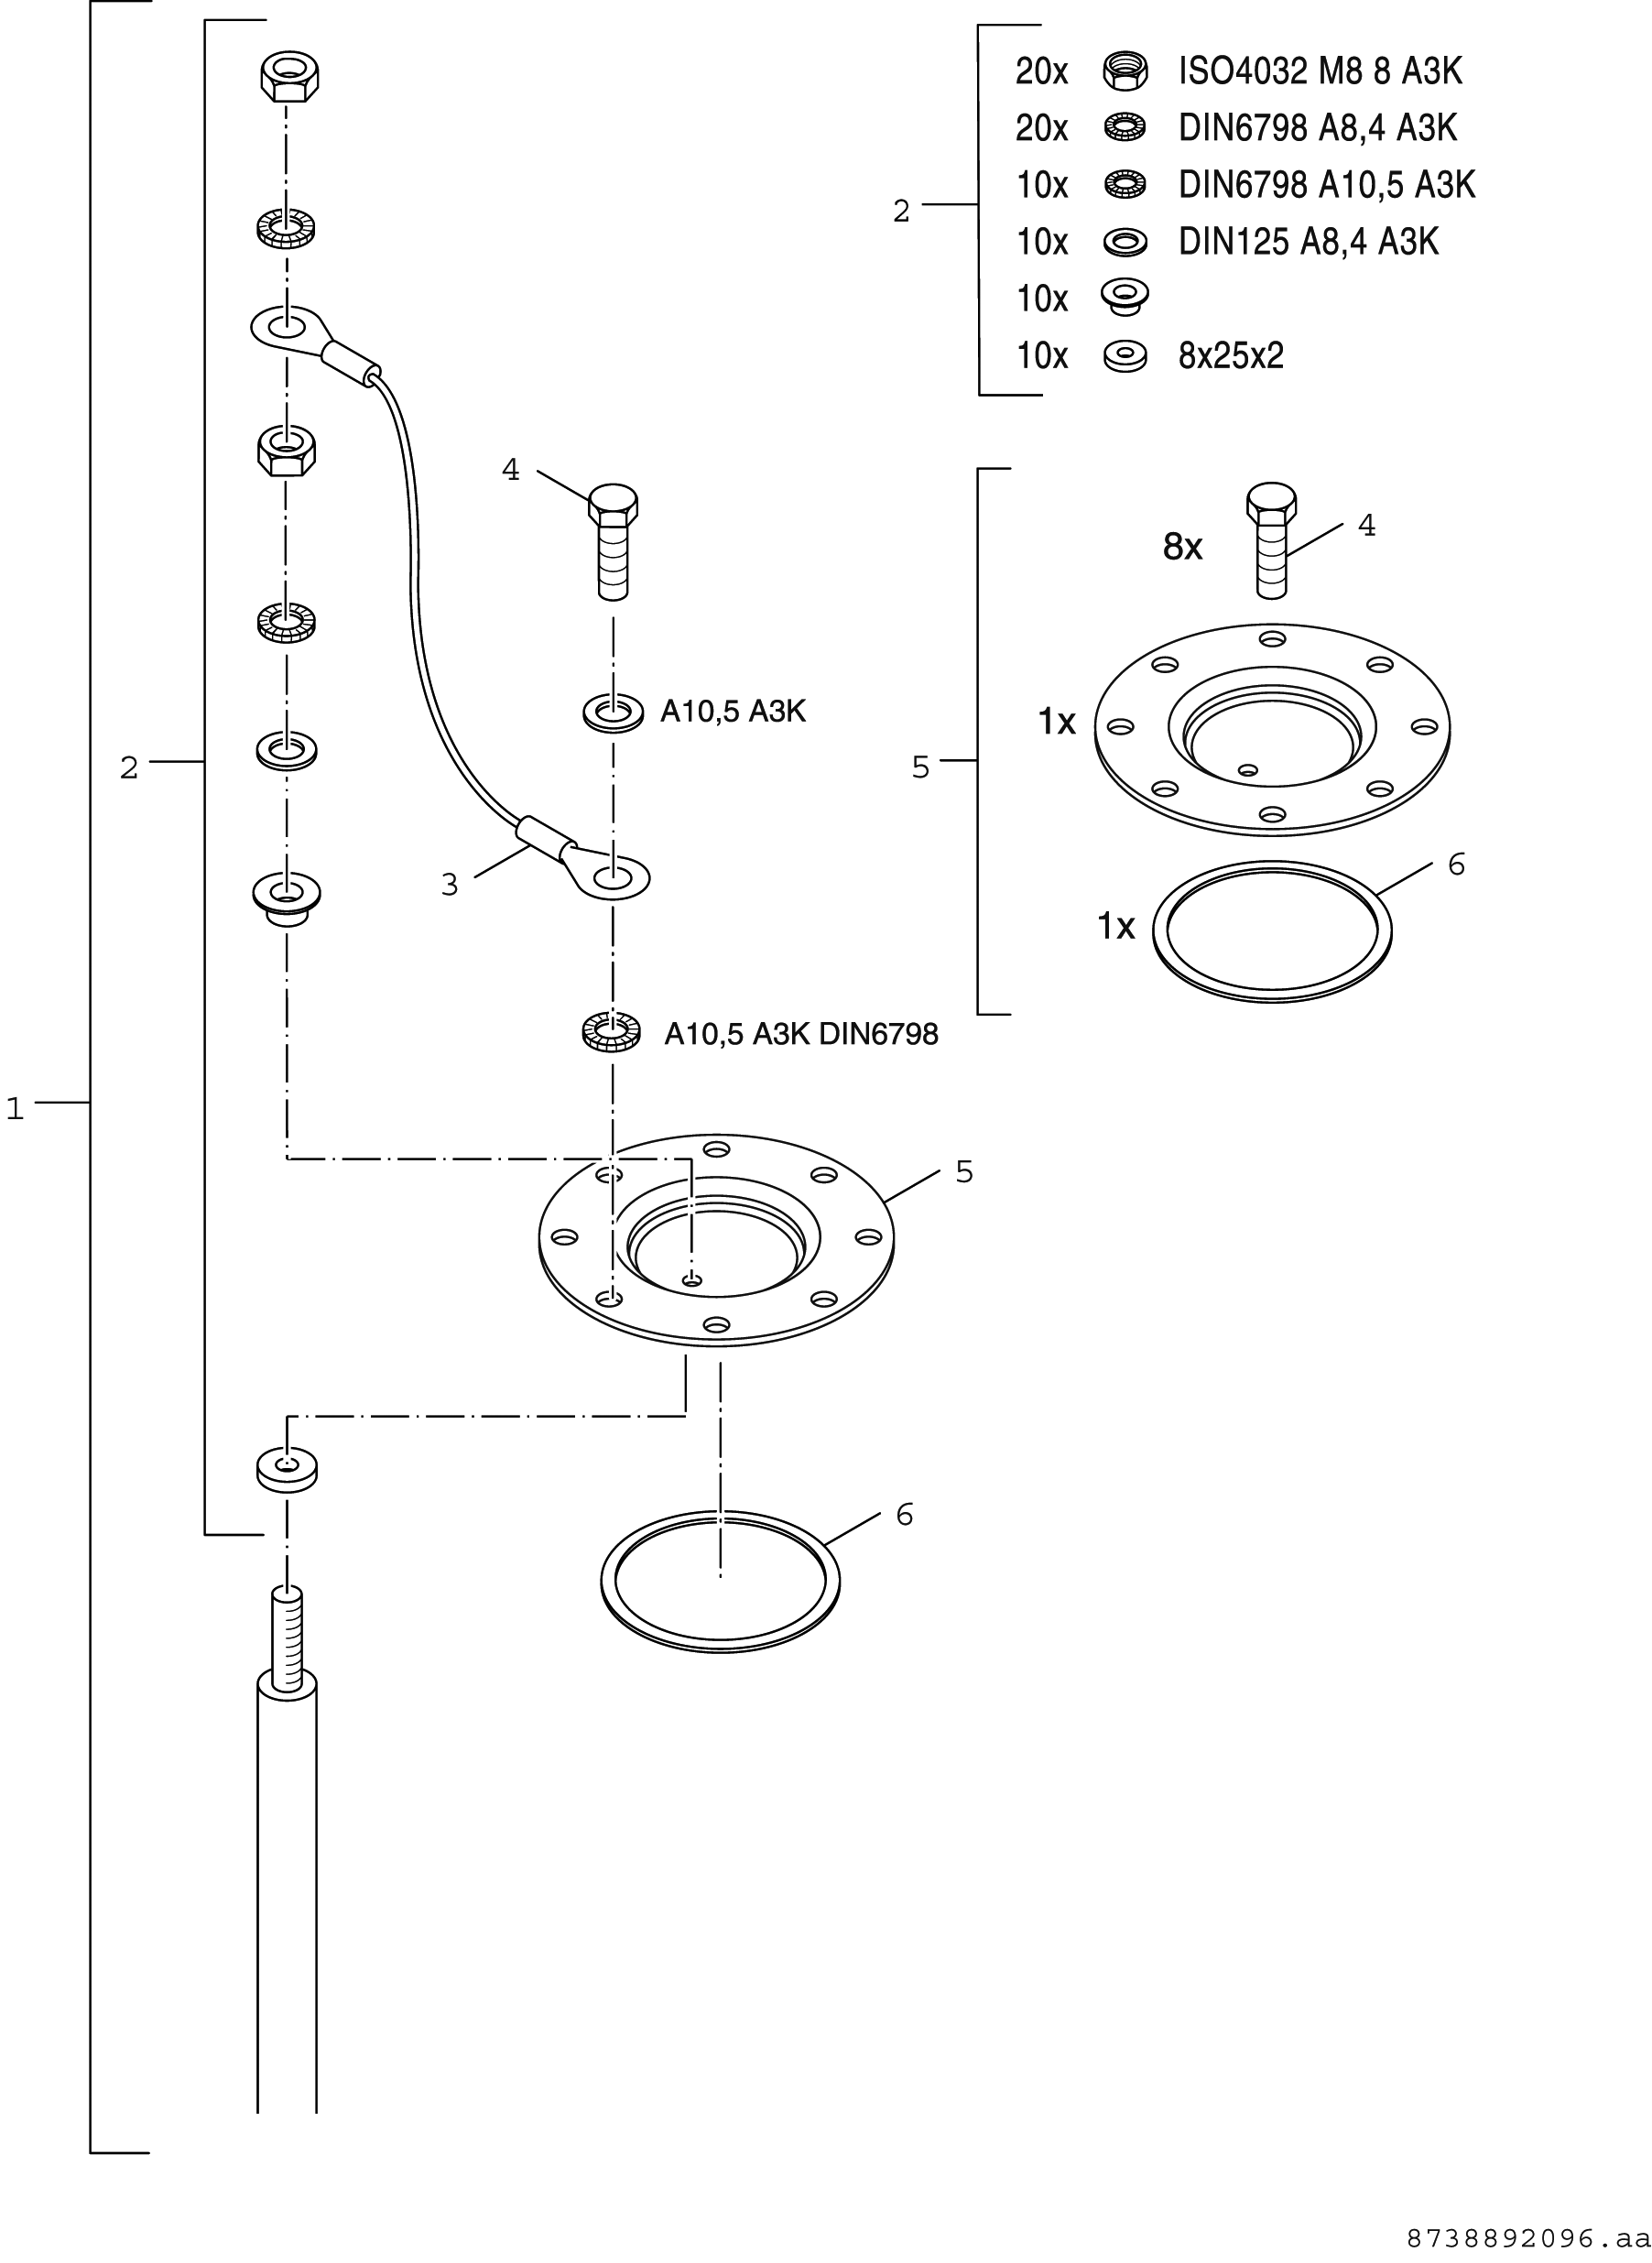 20x ISO4032 M8 8 A3K
20x DIN6798 A8,4 A3K
10x DIN6798 A10,5 A3K
2
10x DIN125 A8,4 A3K
10x
10x 8x25x2
4
4
8x
A10,5 A3K
1x
2
5
3
6
1x
A10,5 A3K DIN6798
1
5
6
8738892096.aa